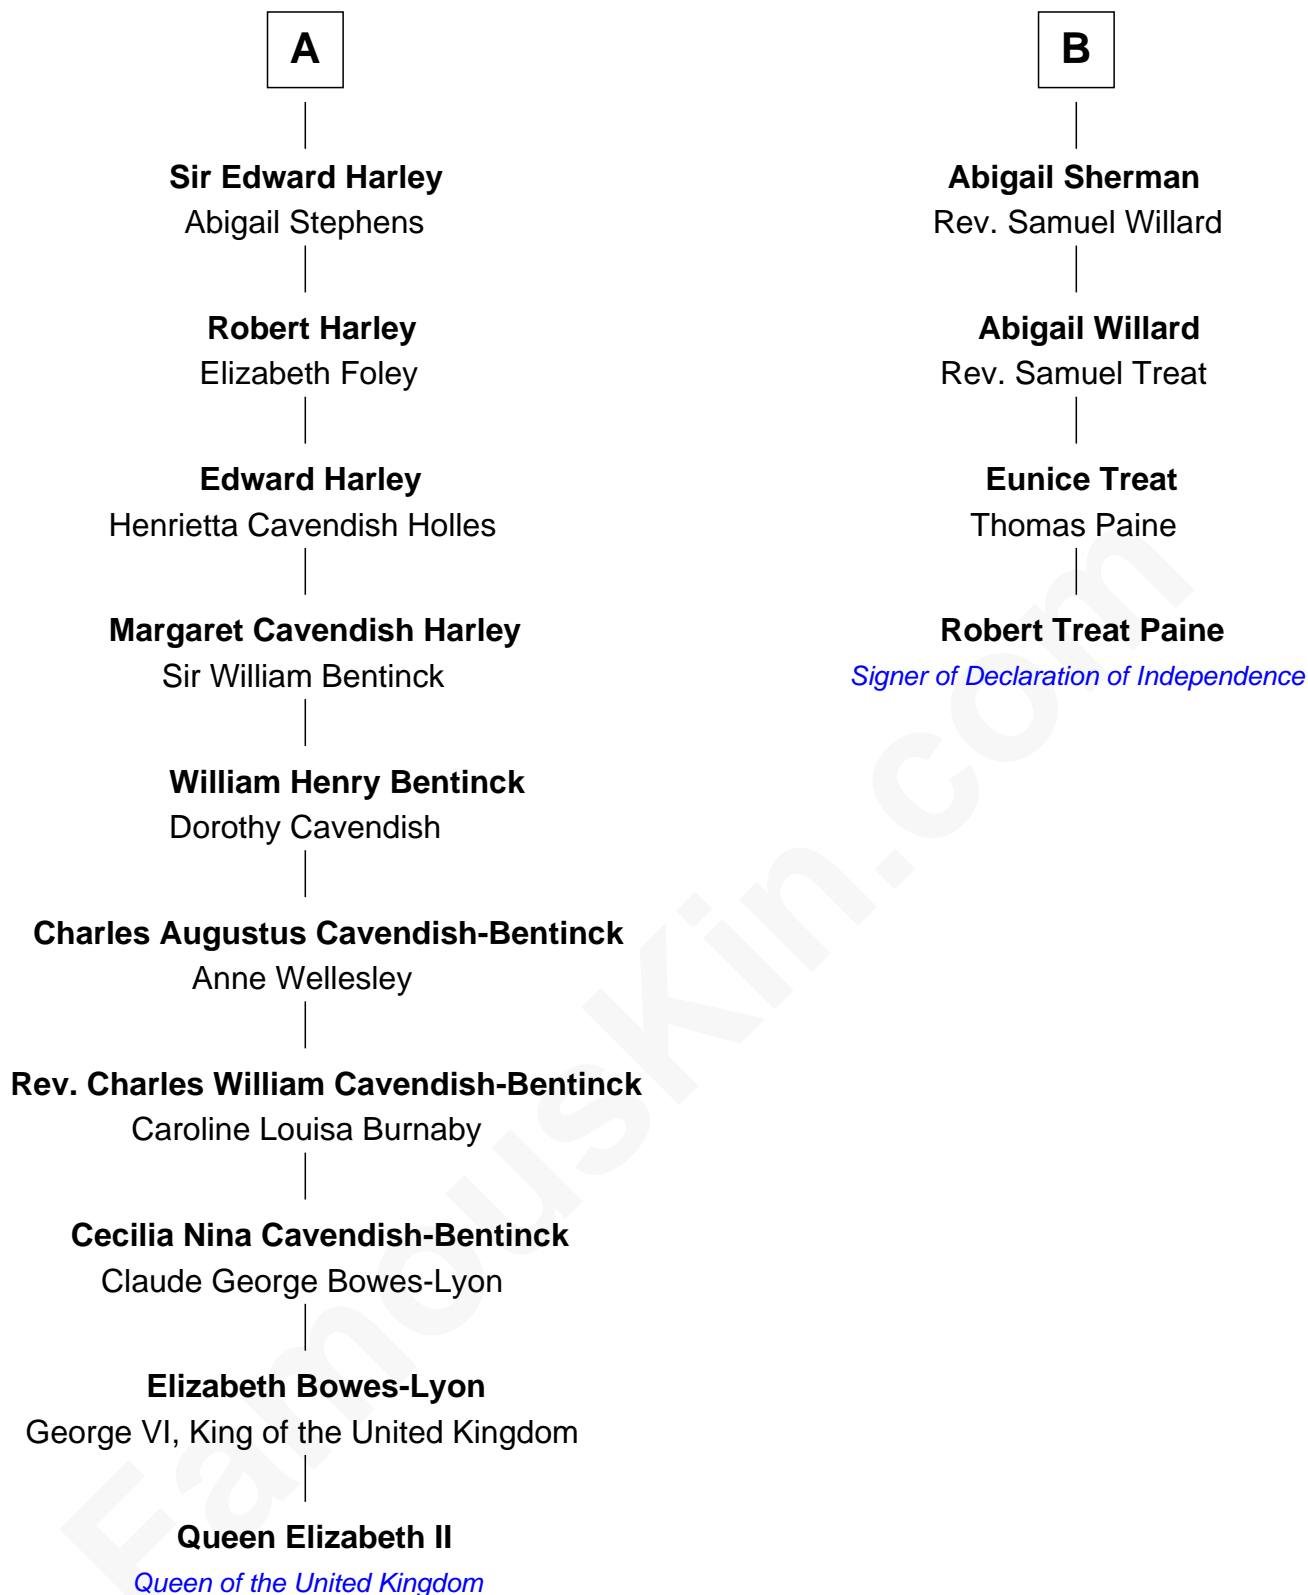 A
Sir Edward Harley
Abigail Stephens
Robert Harley
Elizabeth Foley
Edward Harley
Henrietta Cavendish Holles
Margaret Cavendish Harley
Sir William Bentinck
William Henry Bentinck
Dorothy Cavendish
Charles Augustus Cavendish-Bentinck
Anne Wellesley
Rev. Charles William Cavendish-Bentinck
Caroline Louisa Burnaby
Cecilia Nina Cavendish-Bentinck
Claude George Bowes-Lyon
Elizabeth Bowes-Lyon
George VI, King of the United Kingdom
Queen Elizabeth II
Queen of the United Kingdom
B
Abigail Sherman
Rev. Samuel Willard
Abigail Willard
Rev. Samuel Treat
Eunice Treat
Thomas Paine
Robert Treat Paine
Signer of Declaration of Independence
FamousKin.com